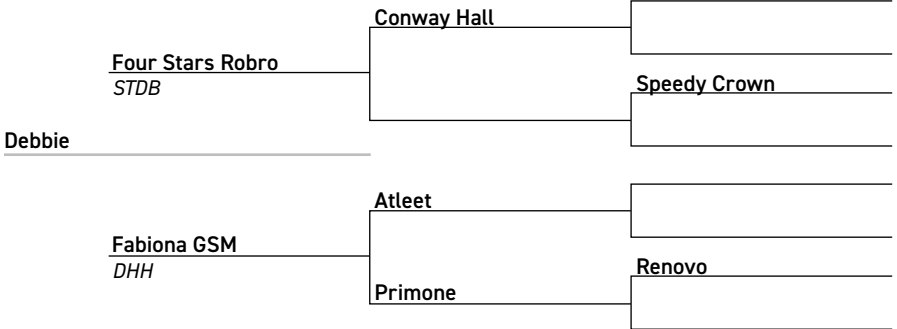 Conway Hall
Four Stars Robro
STDB
Speedy Crown
Debbie
Atleet
Fabiona GSM
DHH
Renovo
Primone